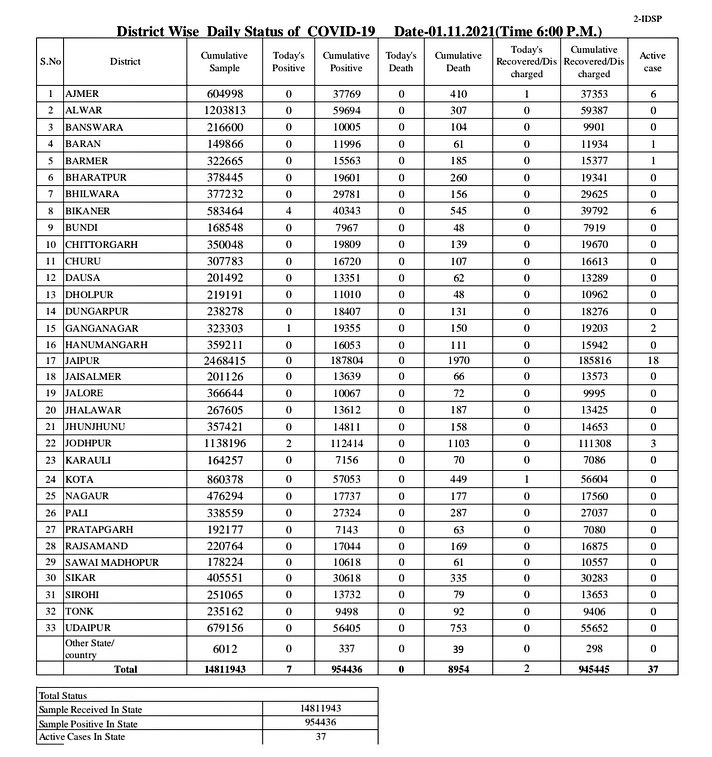 2-IDSP
District Wise Daily Status of COVID-19 Date-01.11.2021(Time 6:00 P.M.)
S.No District Cumulative Sample Today's Positive Cumulative Positive Today's Death Cumulative Death Today's Recovered/Dis charged Cumulative Recovered/Dis charged Active case
1 AJMER 604998 0 37769 0 410 1 37353 6
2 ALWAR 1203813 0 59694 0 307 0 59387 0
3 BANSWARA 216600 0 10005 0 104 0 9901 0
4 BARAN 149866 0 11996 0 61 0 11934 1
5 BARMER 322665 0 15563 0 185 0 15377 1
6 BHARATPUR 378445 0 19601 0 260 0 19341 0
7 BHILWARA 377232 0 29781 0 156 0 29625 0
8 BIKANER 583464 4 40343 0 545 0 39792 6
9 BUNDI 168548 0 7967 0 48 0 7919 0
10 CHITTORGARH 350048 0 19809 0 139 0 19670 0
11 CHURU 307783 0 16720 0 107 0 16613 0
12 DAUSA 201492 0 13351 0 62 0 13289 0
13 DHOLPUR 219191 0 11010 0 48 0 10962 0
14 DUNGARPUR 238278 0 18407 0 131 0 18276 0
15 GANGANAGAR 323303 1 19355 0 150 0 19203 2
16 HANUMANGARH 359211 0 16053 0 111 0 15942 0
17 JAIPUR 2468415 0 187804 0 1970 0 185816 18
18 JAISALMER 201126 0 13639 0 66 0 13573 0
19 JALORE 366644 0 10067 0 72 0 9995 0
20 JHALAWAR 267605 0 13612 0 187 0 13425 0
21 JHUNJHUNU 357421 0 14811 0 158 0 14653 0
22 JODHPUR 1138196 2 112414 0 1103 0 111308 3
23 KARAULI 164257 0 7156 0 70 0 7086 0
24 KOTA 860378 0 57053 0 449 1 56604 0
25 NAGAUR 476294 0 17737 0 177 0 17560 0
26 PALI 338559 0 27324 0 287 0 27037 0
27 PRATAPGARH 192177 0 7143 0 63 0 7080 0
28 RAJSAMAND 220764 0 17044 0 169 0 16875 0
29 SAWAI MADHOPUR 178224 0 10618 0 61 0 10557 0
30 SIKAR 405551 0 30618 0 335 0 30283 0
31 SIROHI 251065 0 13732 0 79 0 13653 0
32 TONK 235162 0 9498 0 92 0 9406 0
33 UDAIPUR 679156 0 56405 0 753 0 55652 0
Other State/ country 6012 0 337 0 39 0 298 0
Total 14811943 7 954436 0 8954 2 945445 37
Total Status
Sample Received In State 14811943
Sample Positive In State 954436
Active Cases In State 37